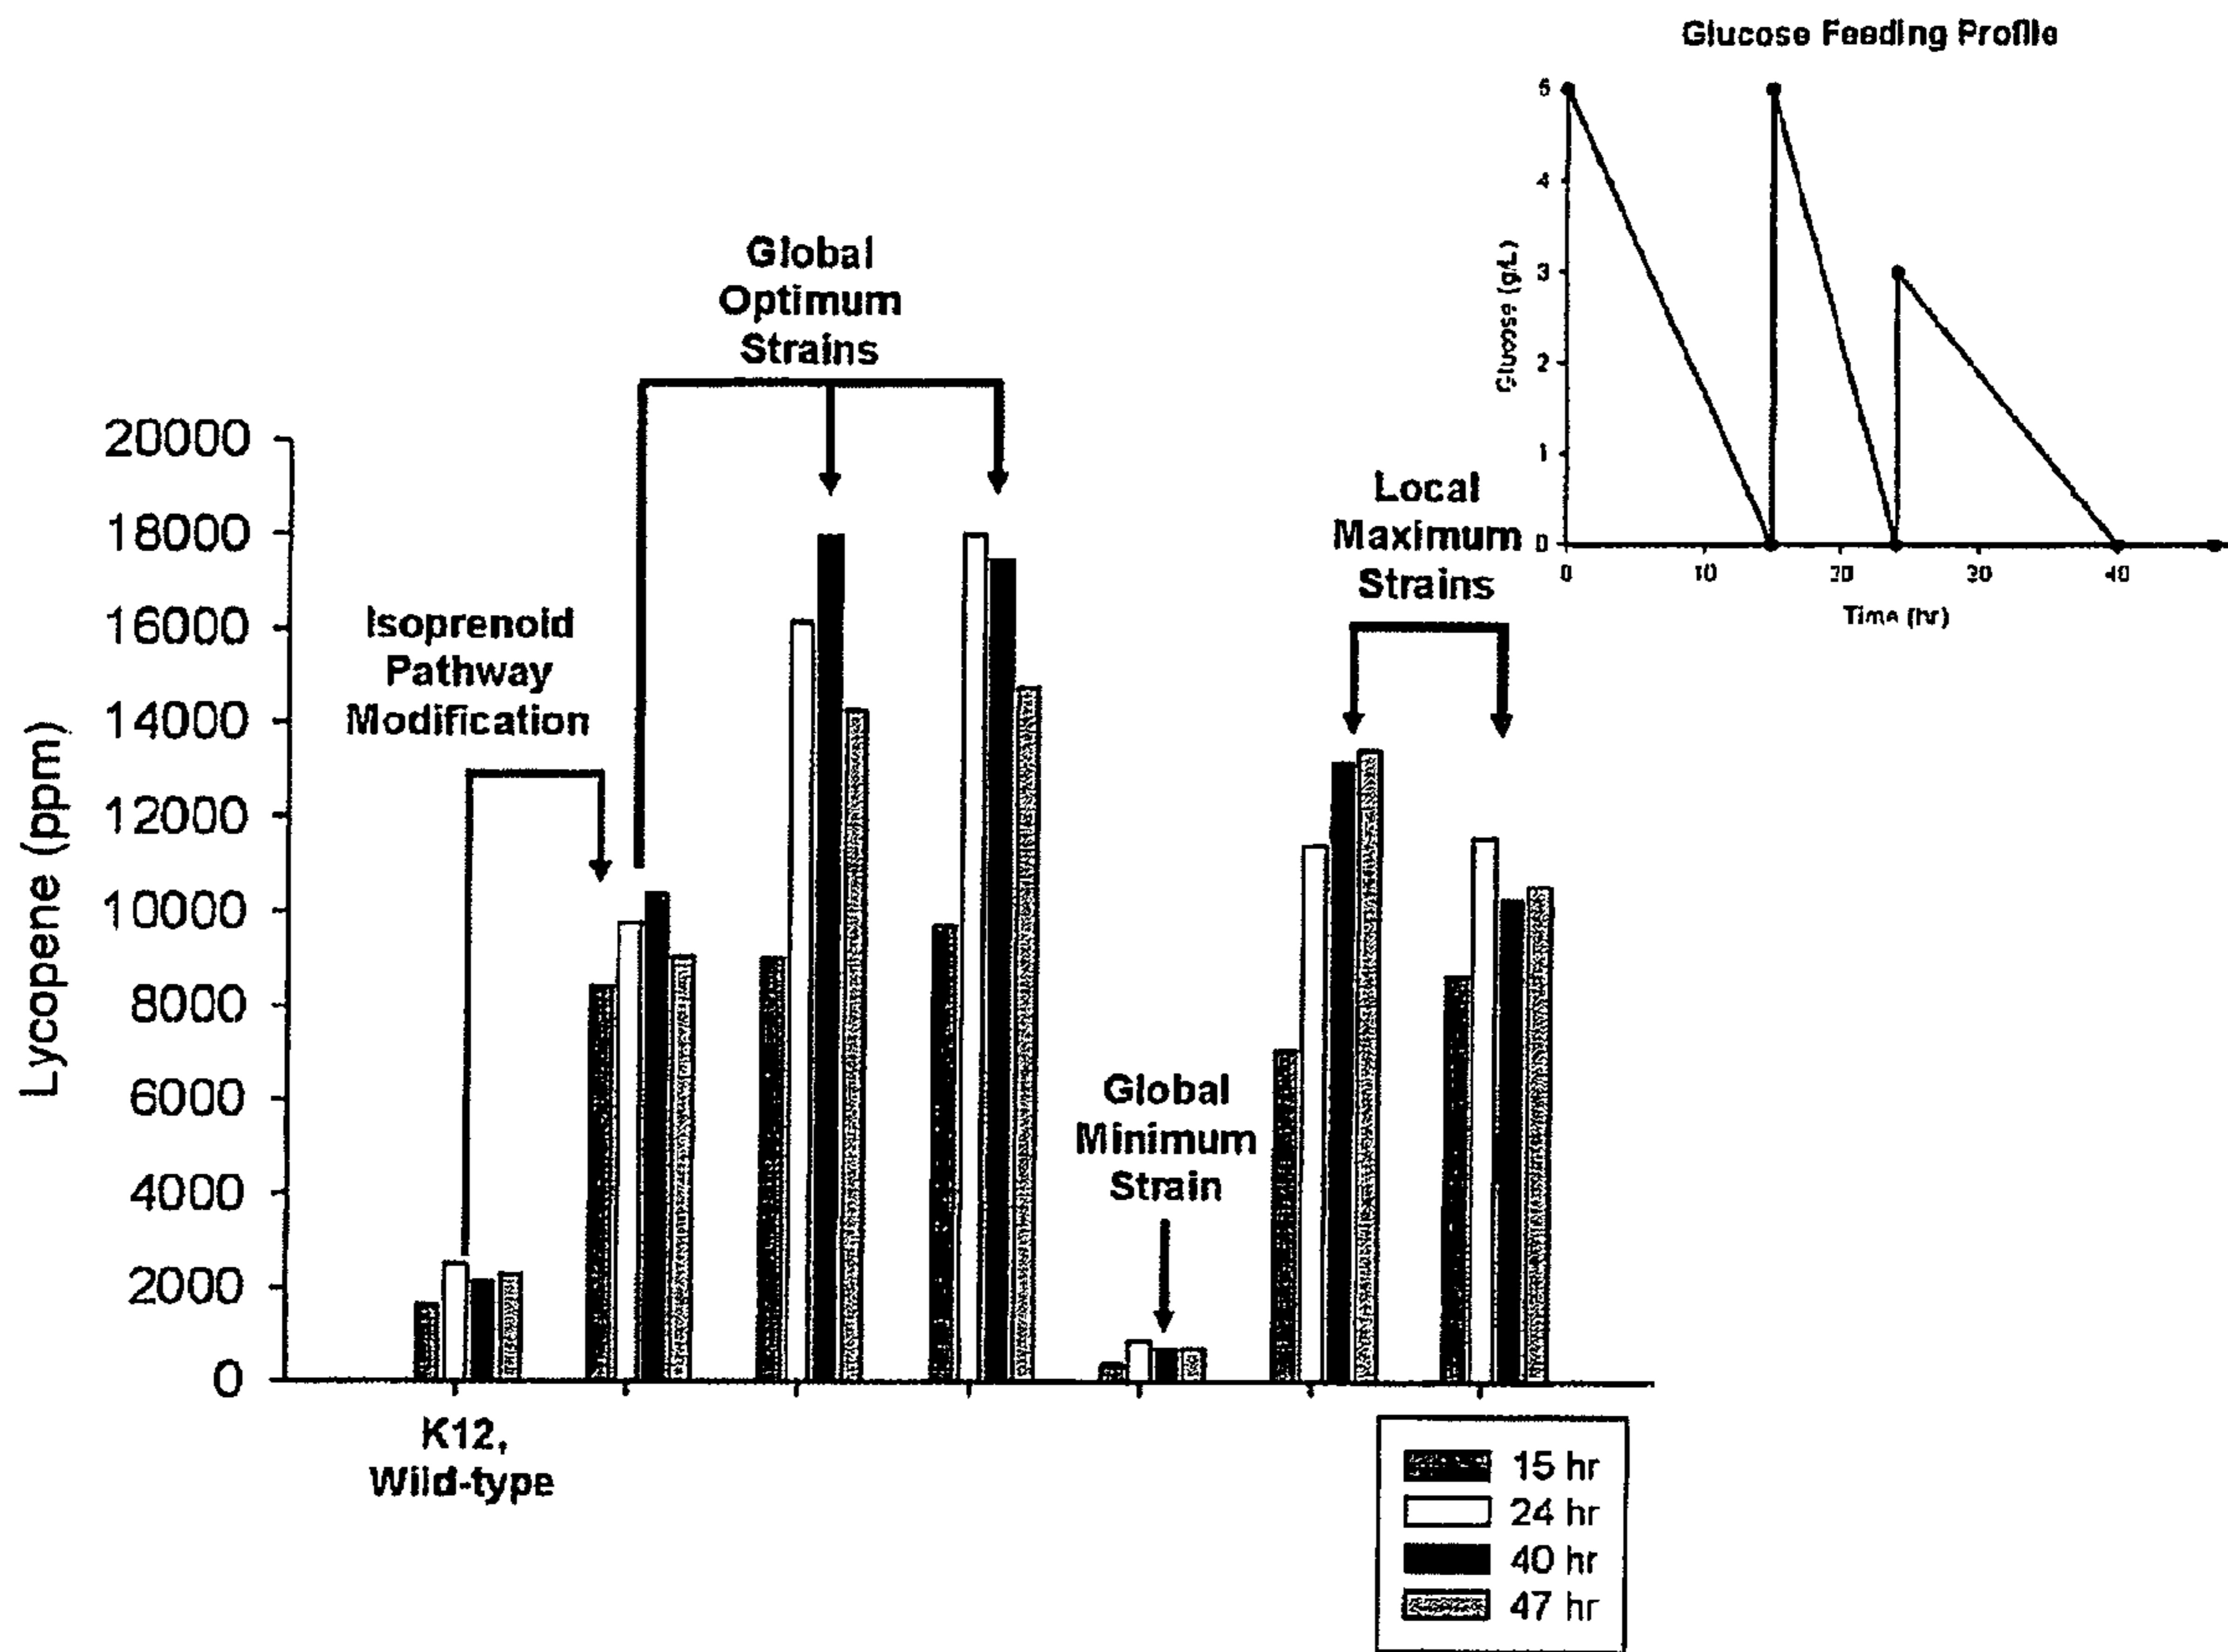 Glucose Feeding Profile
5
4
3
2
1
0
Glucose (g/L)
0
10
20
30
40
Time (hr)
Global
Optimum
Strains
Local
Maximum
Strains
Isoprenoid
Pathway
Modification
Global
Minimum
Strain
20000
18000
16000
14000
12000
10000
8000
6000
4000
2000
0
Lycopene (ppm)
K12,
Wild-type
15 hr
24 hr
40 hr
47 hr